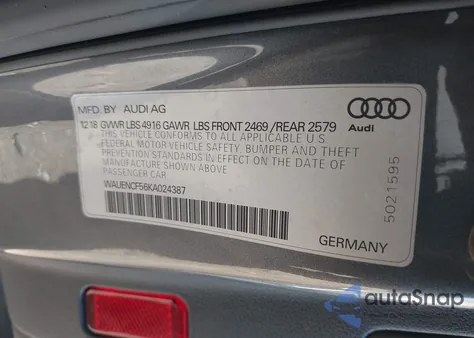 MFD. BY AUDI AG
12.18 GVWR LBS 4916 GAWR LBS FRONT 2469 /REAR 2579
THIS VEHICLE CONFORMS TO ALL APPLICABLE U.S.
FEDERAL MOTOR VEHICLE SAFETY, BUMPER AND THEFT
PREVENTION STANDARDS IN EFFECT ON THE DATE OF
MANUFACTURE SHOWN ABOVE
PASSENGER CAR
WAUENCF56KA024387
Audi
5021595
GERMANY
autoSnap